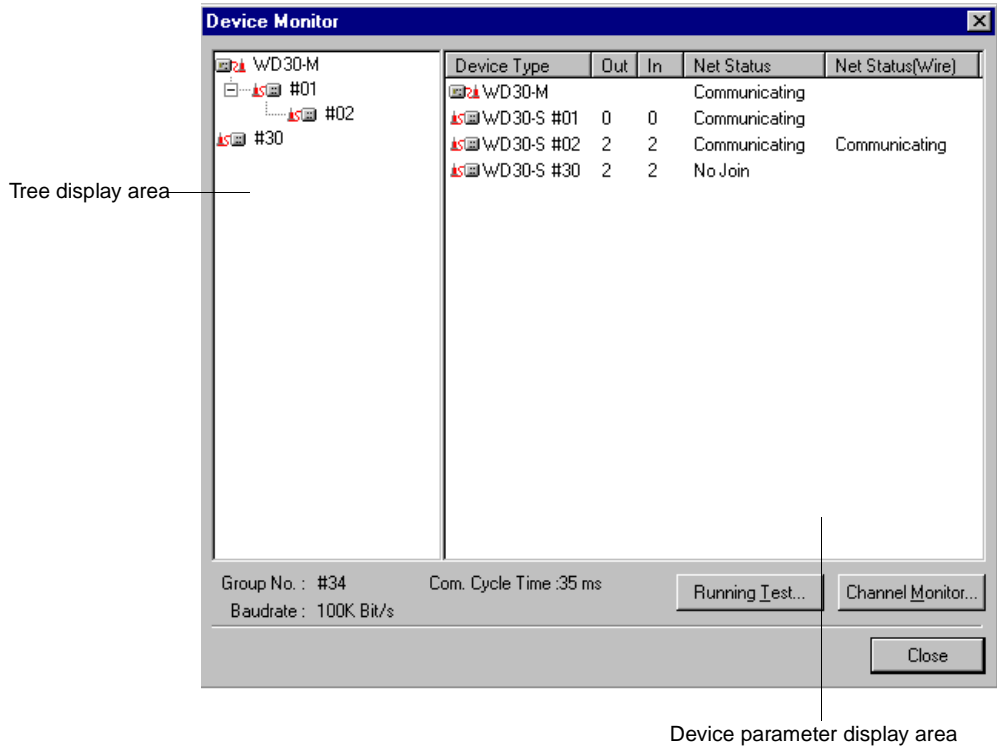 Device Monitor
WD30-M
#01
#02
#30
Tree display area
Device Type Out In Net Status Net Status(Wire)
WD30-M Communicating
WD30-S #01 0 0 Communicating
WD30-S #02 2 2 Communicating Communicating
WD30-S #30 2 2 No Join
Group No. : #34 Com. Cycle Time :35 ms
Baudrate : 100K Bit/s
Running Test... Channel Monitor...
Close
Device parameter display area